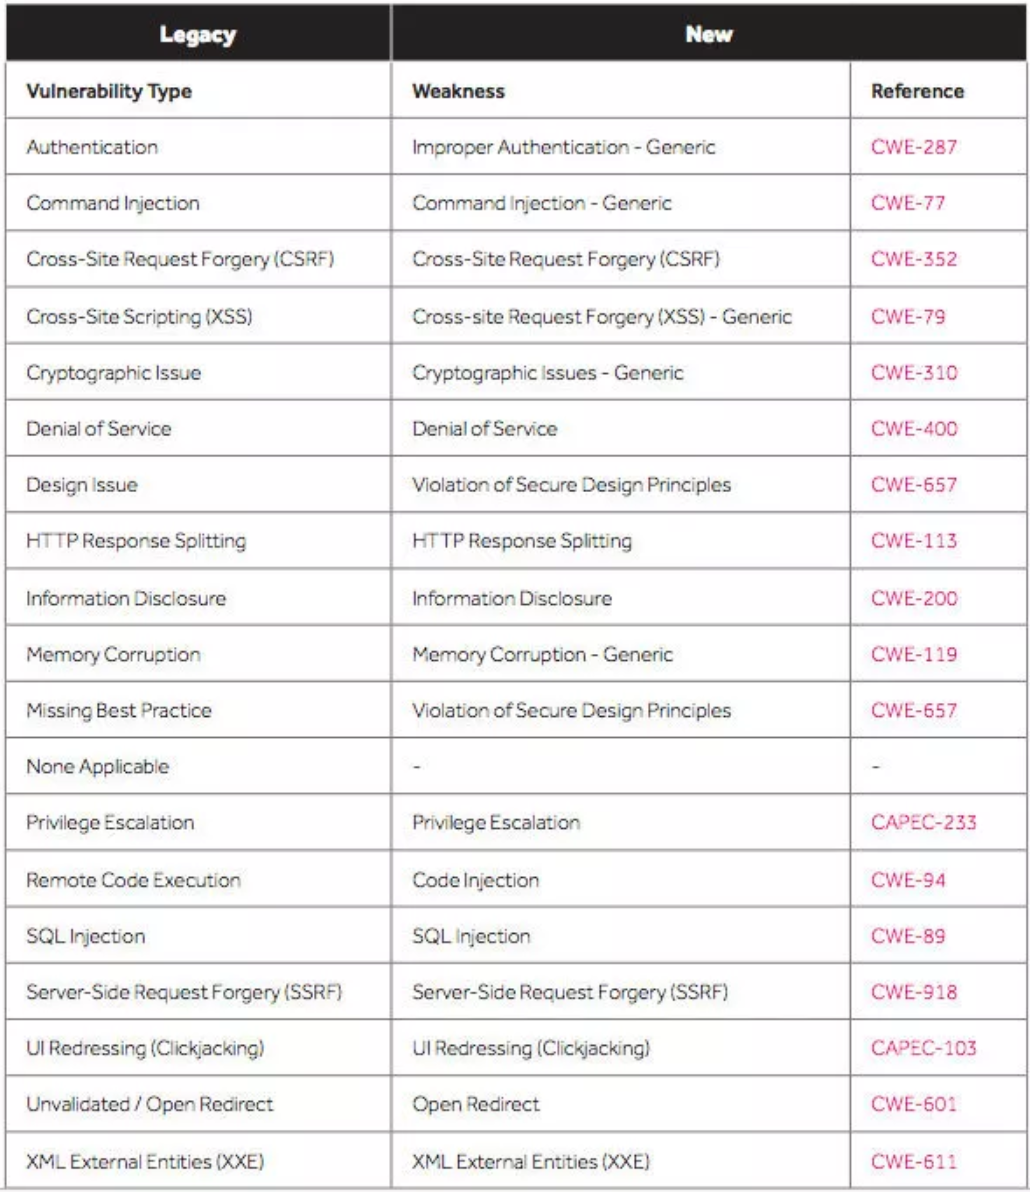 Legacy New
Vulnerability Type Weakness Reference
Authentication Improper Authentication - Generic CWE-287
Command Injection Command Injection - Generic CWE-77
Cross-Site Request Forgery (CSRF) Cross-Site Request Forgery (CSRF) CWE-352
Cross-Site Scripting (XSS) Cross-site Request Forgery (XSS) - Generic CWE-79
Cryptographic Issue Cryptographic Issues - Generic CWE-310
Denial of Service Denial of Service CWE-400
Design Issue Violation of Secure Design Principles CWE-657
HTTP Response Splitting HTTP Response Splitting CWE-113
Information Disclosure Information Disclosure CWE-200
Memory Corruption Memory Corruption - Generic CWE-119
Missing Best Practice Violation of Secure Design Principles CWE-657
None Applicable - -
Privilege Escalation Privilege Escalation CAPEC-233
Remote Code Execution Code Injection CWE-94
SQL Injection SQL Injection CWE-89
Server-Side Request Forgery (SSRF) Server-Side Request Forgery (SSRF) CWE-918
UI Redressing (Clickjacking) UI Redressing (Clickjacking) CAPEC-103
Unvalidated / Open Redirect Open Redirect CWE-601
XML External Entities (XXE) XML External Entities (XXE) CWE-611